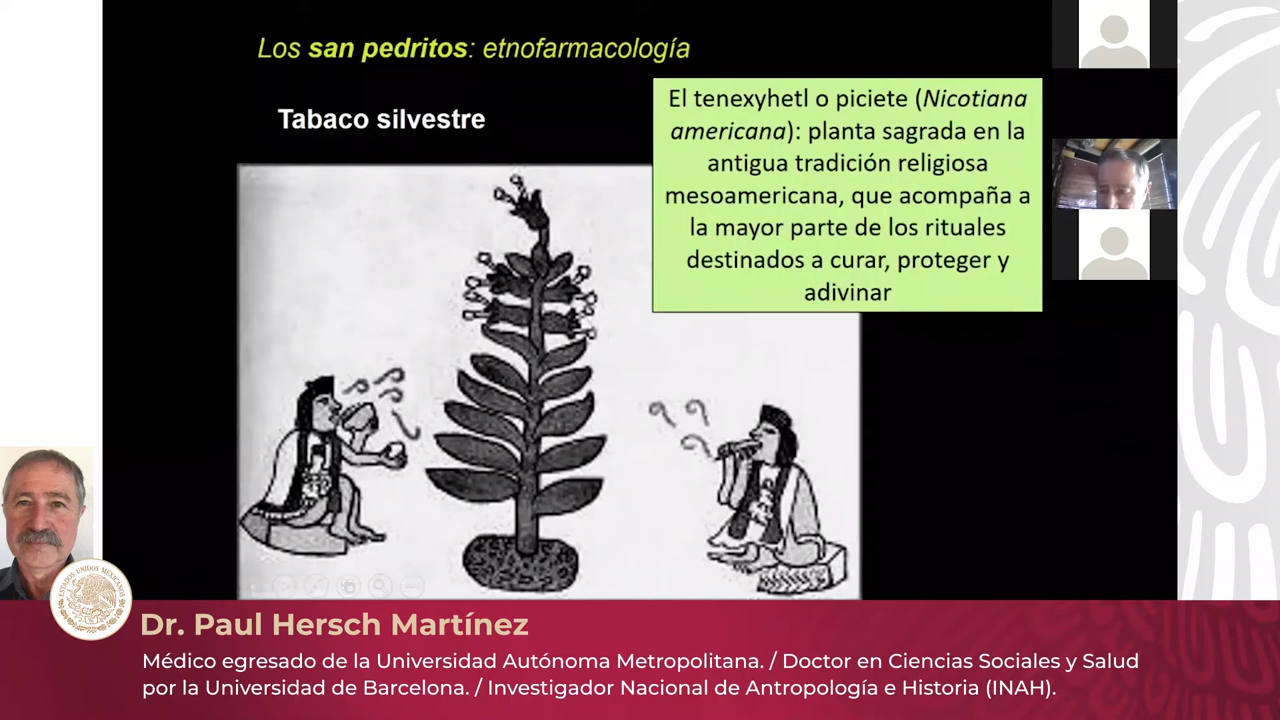 Los san pedritos: etnofarmacología
Tabaco silvestre
El tenexyhetl o piciete (Nicotiana
americana): planta sagrada en la
antigua tradición religiosa
mesoamericana, que acompaña a
la mayor parte de los rituales
destinados a curar, proteger y
adivinar
ESTADOS UNIDOS MEXICANOS
Dr. Paul Hersch Martínez
Médico egresado de la Universidad Autónoma Metropolitana. / Doctor en Ciencias Sociales y Salud
por la Universidad de Barcelona. / Investigador Nacional de Antropología e Historia (INAH).